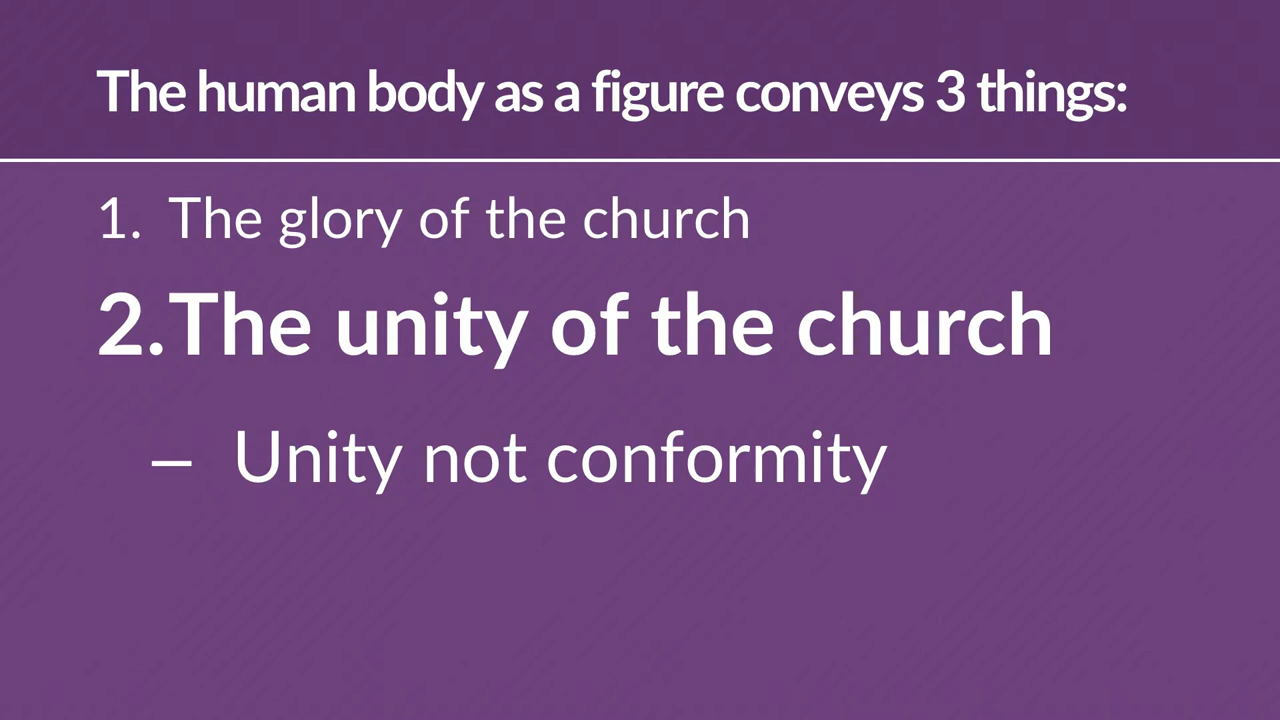 The human body as a figure conveys 3 things:
1. The glory of the church
2.The unity of the church
– Unity not conformity